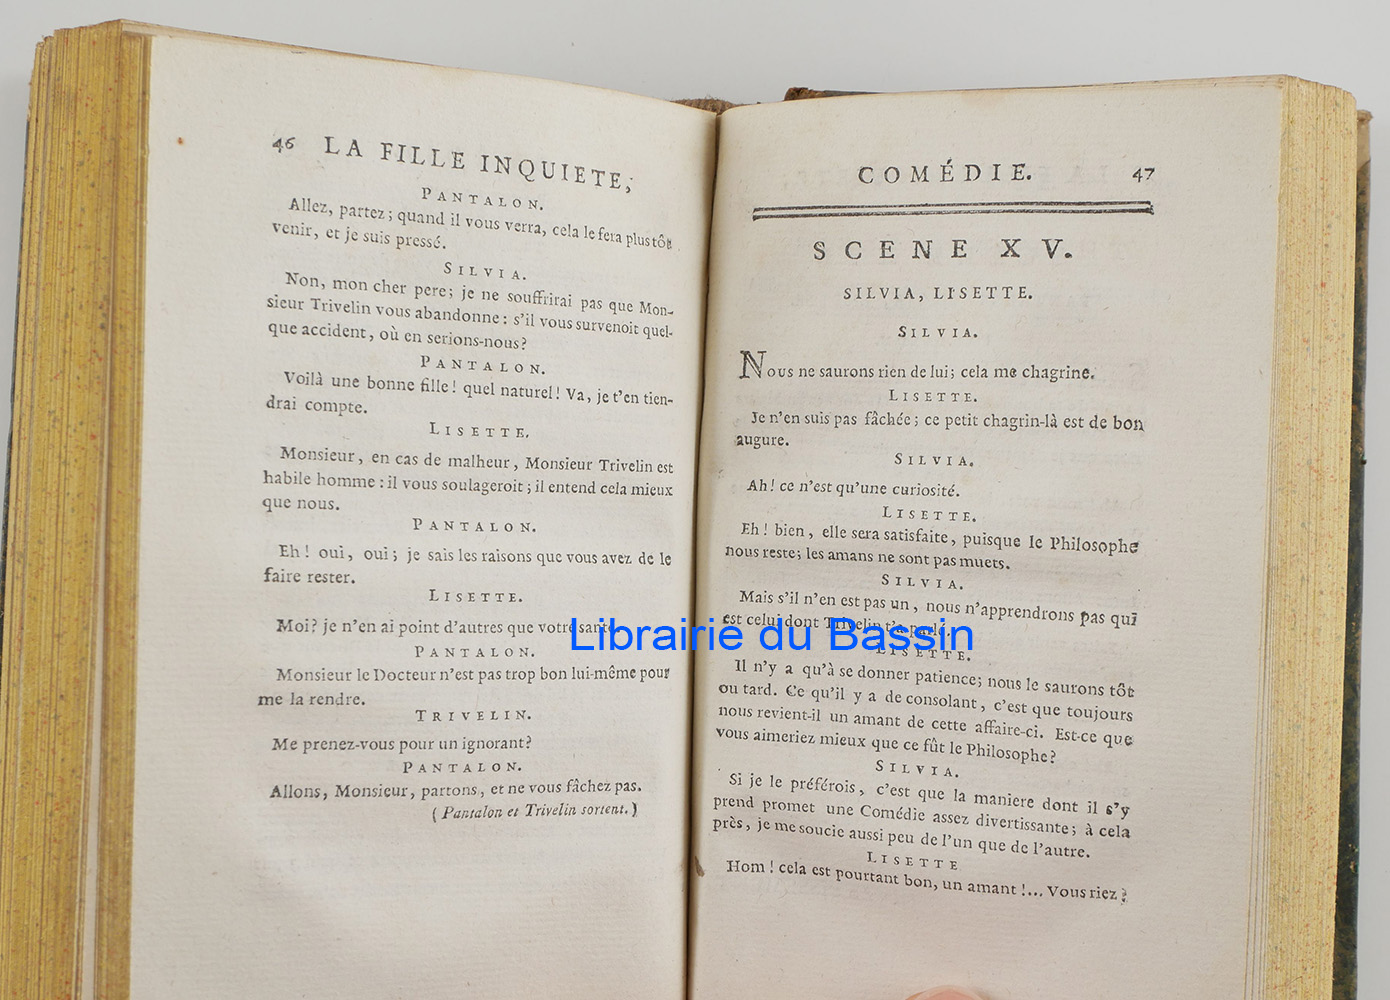 46 LA FILLE INQUIETE,
PANTALON.
Allez, partez; quand il vous verra, cela le fera plus tôt
venir, et je suis pressé.
SILVIA.
Non, mon cher pere; je ne souffrirai pas que Mon-
sieur Trivelin vous abandonne: s'il vous survenoit quel-
que accident, où en serions-nous?
PANTALON.
Voilà une bonne fille! quel naturel! Va, je t'en tien-
drai compte.
LISETTE.
Monsieur, en cas de malheur, Monsieur Trivelin est
habile homme: il vous soulageroit; il entend cela mieux
que nous.
PANTALON.
Eh! oui, oui; je sais les raisons que vous avez de le
faire rester.
LISETTE.
Moi? je n'en ai point d'autres que votre santé
PANTALON.
Monsieur le Docteur n'est pas trop bon lui-même pour
me la rendre.
TRIVELIN.
Me prenez-vous pour un ignorant?
PANTALON.
Allons, Monsieur, partons, et ne vous fâchez pas.
(Pantalon et Trivelin sortent.)
COMÉDIE. 47
SCENE XV.
SILVIA, LISETTE.
SILVIA.
Nous ne saurons rien de lui; cela me chagrine.
LISETTE.
Je n'en suis pas fâchée; ce petit chagrin-là est de bon
augure.
SILVIA.
Ah! ce n'est qu'une curiosité.
LISETTE.
Eh! bien, elle sera satisfaite, puisque le Philosophe
nous reste; les amans ne sont pas muets.
SILVIA.
Mais s'il n'en est pas un, nous n'apprendrons pas qui
est celui dont Trivelin t'a parlé.
LISETTE.
Il n'y a qu'à se donner patience; nous le saurons tôt
ou tard. Ce qu'il y a de consolant, c'est que toujours
nous revient-il un amant de cette affaire-ci. Est-ce que
vous aimeriez mieux que ce fût le Philosophe?
SILVIA.
Si je le préférois, c'est que la maniere dont il s'y
prend promet une Comédie assez divertissante; à cela
près, je me soucie aussi peu de l'un que de l'autre.
LISETTE
Hom! cela est pourtant bon, un amant!... Vous riez?
Librairie du Bassin